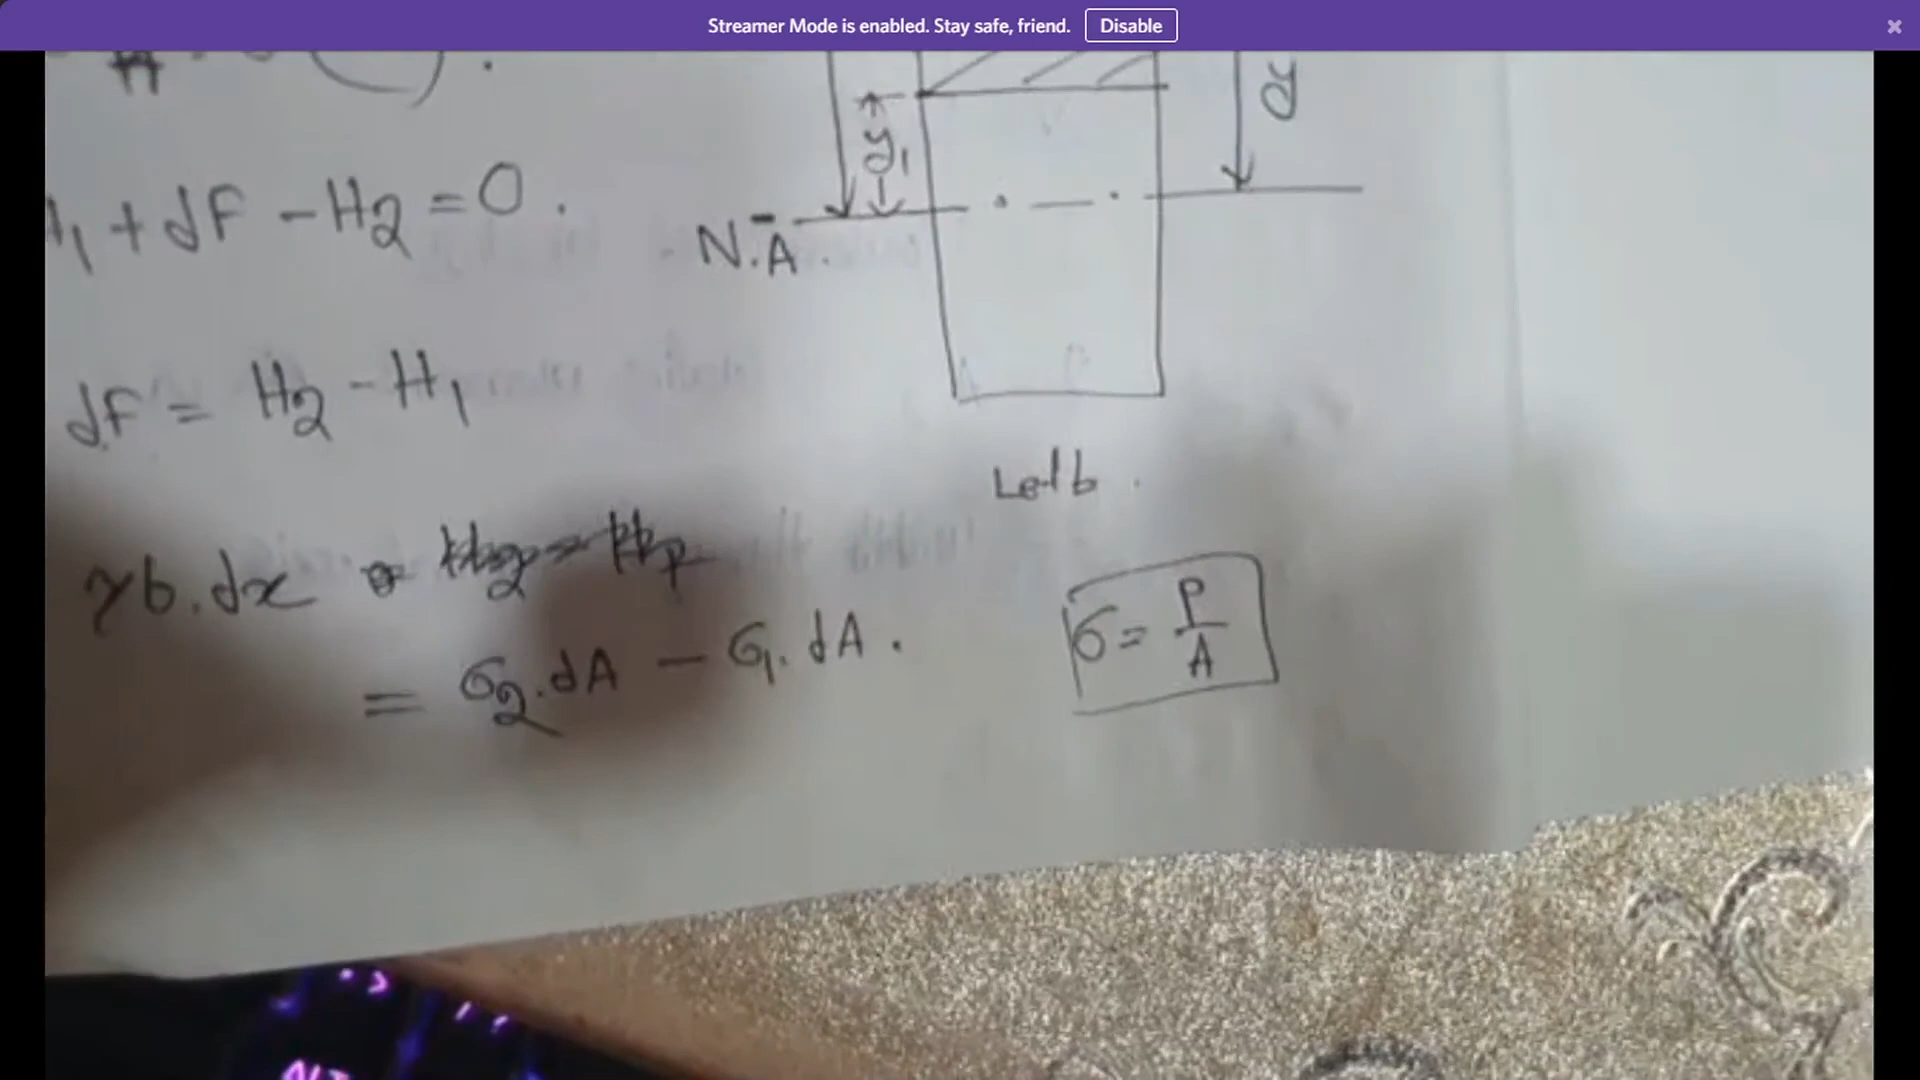 Streamer Mode is enabled. Stay safe, friend. Disable
y
y₁
+ dF - H₂ = 0.
N.A.
dF = H₂ - H₁
Let b.
τb.dx
= σ₂.dA - σ₁.dA.
σ = P/A